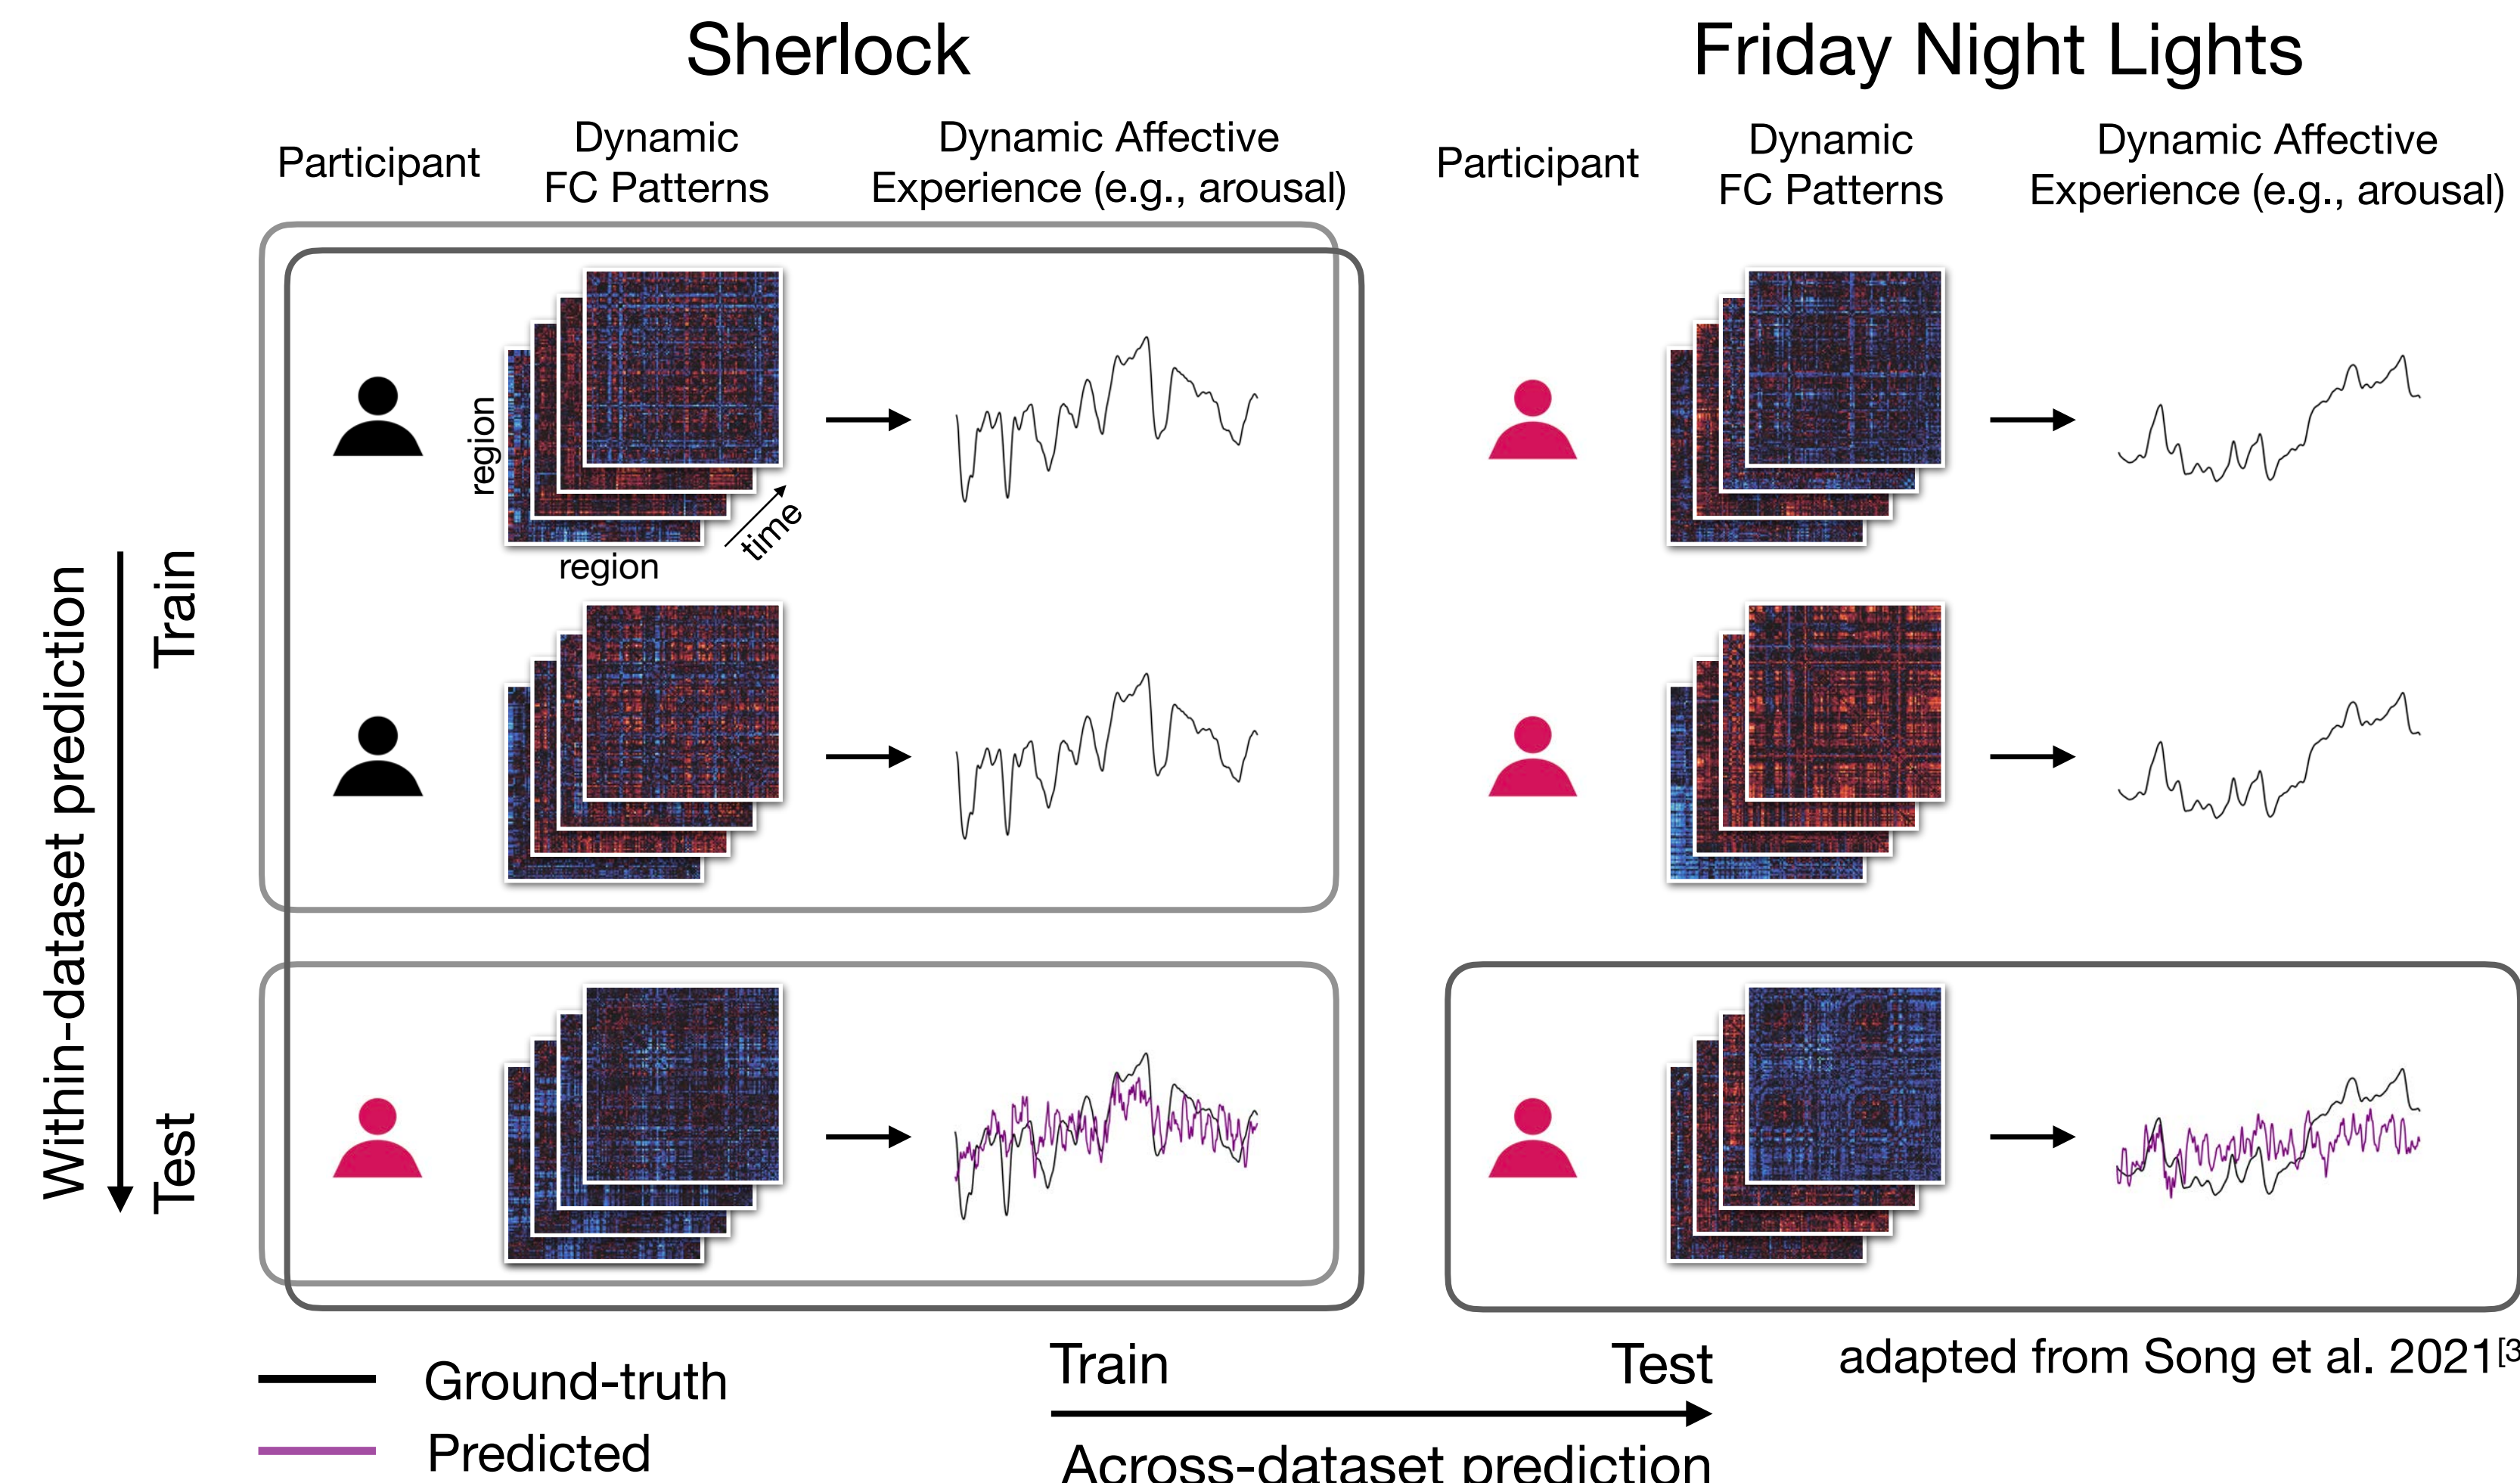 Sherlock
Friday Night Lights
Participant
Dynamic
FC Patterns
Dynamic Affective
Experience (e.g., arousal)
Participant
Dynamic
FC Patterns
Dynamic Affective
Experience (e.g., arousal)
Within-dataset prediction
Train
Test
region
region
time
Ground-truth
Predicted
Train
Test
Across-dataset prediction
adapted from Song et al. 2021[3